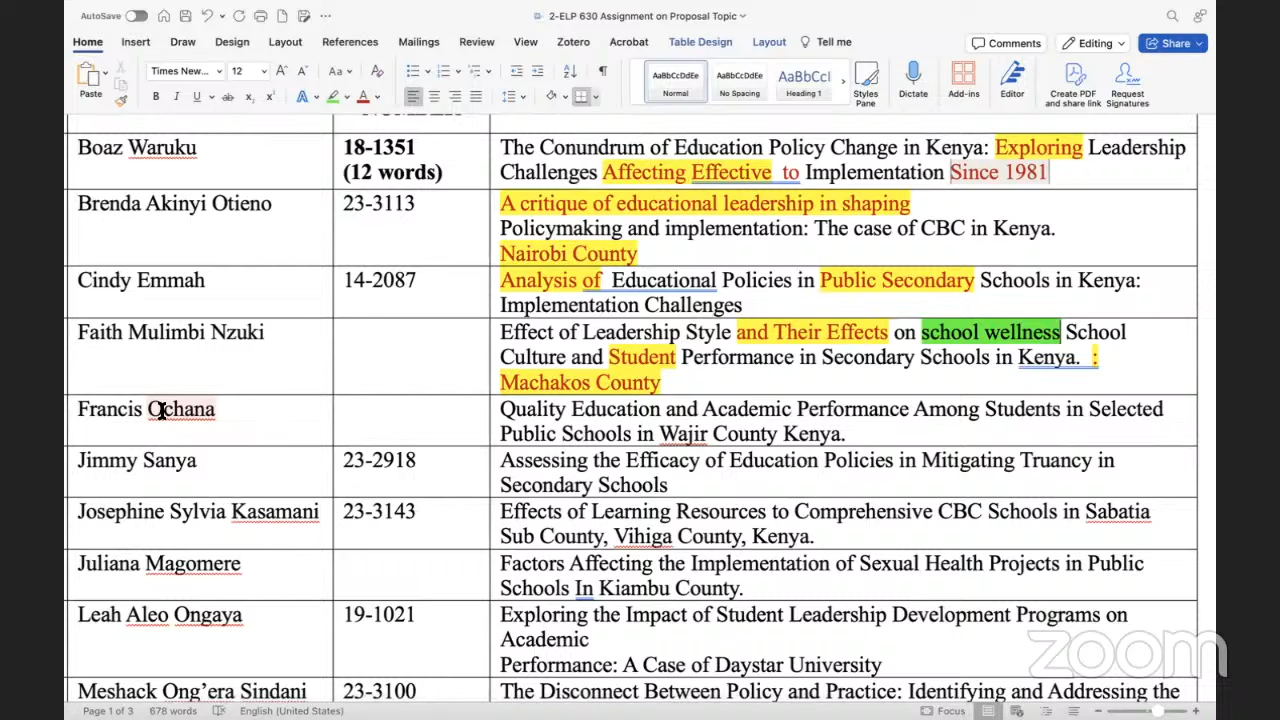 AutoSave
2-ELP 630 Assignment on Proposal Topic
Home Insert Draw Design Layout References Mailings Review View Zotero Acrobat Table Design Layout Tell me
Comments Editing Share
Paste
Times New... 12
AaBbCcDdEe AaBbCcDdEe AaBbCcI
Normal No Spacing Heading 1
Styles Pane
Dictate
Add-ins
Editor
Create PDF and share link
Request Signatures
Boaz Waruku
18-1351
(12 words)
The Conundrum of Education Policy Change in Kenya: Exploring Leadership
Challenges Affecting Effective to Implementation Since 1981
Brenda Akinyi Otieno
23-3113
A critique of educational leadership in shaping
Policymaking and implementation: The case of CBC in Kenya.
Nairobi County
Cindy Emmah
14-2087
Analysis of Educational Policies in Public Secondary Schools in Kenya:
Implementation Challenges
Faith Mulimbi Nzuki
Effect of Leadership Style and Their Effects on school wellness School
Culture and Student Performance in Secondary Schools in Kenya. :
Machakos County
Francis Ochana
Quality Education and Academic Performance Among Students in Selected
Public Schools in Wajir County Kenya.
Jimmy Sanya
23-2918
Assessing the Efficacy of Education Policies in Mitigating Truancy in
Secondary Schools
Josephine Sylvia Kasamani
23-3143
Effects of Learning Resources to Comprehensive CBC Schools in Sabatia
Sub County, Vihiga County, Kenya.
Juliana Magomere
Factors Affecting the Implementation of Sexual Health Projects in Public
Schools In Kiambu County.
Leah Aleo Ongaya
19-1021
Exploring the Impact of Student Leadership Development Programs on
Academic
Performance: A Case of Daystar University
Meshack Ong’era Sindani
23-3100
The Disconnect Between Policy and Practice: Identifying and Addressing the
zoom
Page 1 of 3 678 words English (United States) Focus